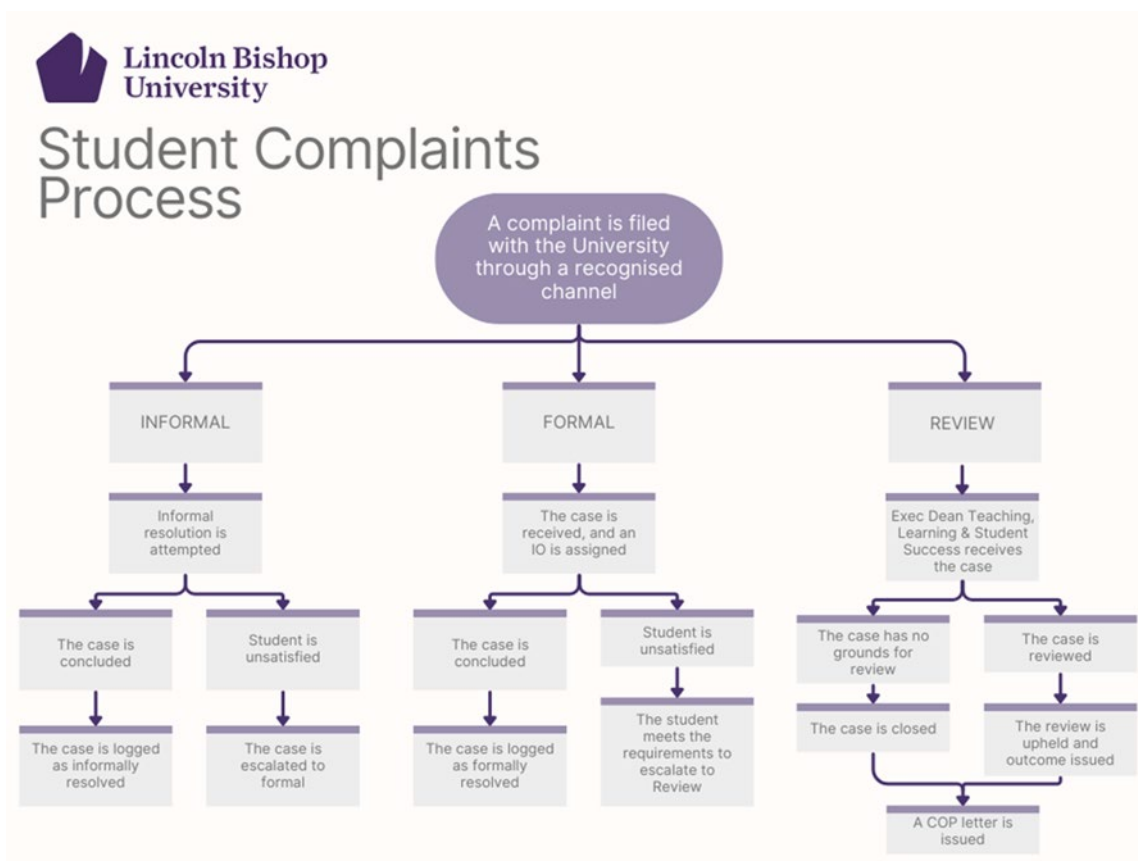 Lincoln Bishop
University
Student Complaints
Process
A complaint is filed
with the University
through a recognised
channel
INFORMAL
FORMAL
REVIEW
Informal
resolution is
attempted
The case is
received, and an
IO is assigned
Exec Dean Teaching,
Learning & Student
Success receives
the case
The case is
concluded
Student is
unsatisfied
The case is
concluded
Student is
unsatisfied
The case has no
grounds for
review
The case is
reviewed
The case is logged
as informally
resolved
The case is
escalated to
formal
The case is logged
as formally
resolved
The student
meets the
requirements to
escalate to
Review
The case is closed
The review is
upheld and
outcome issued
A COP letter is
issued